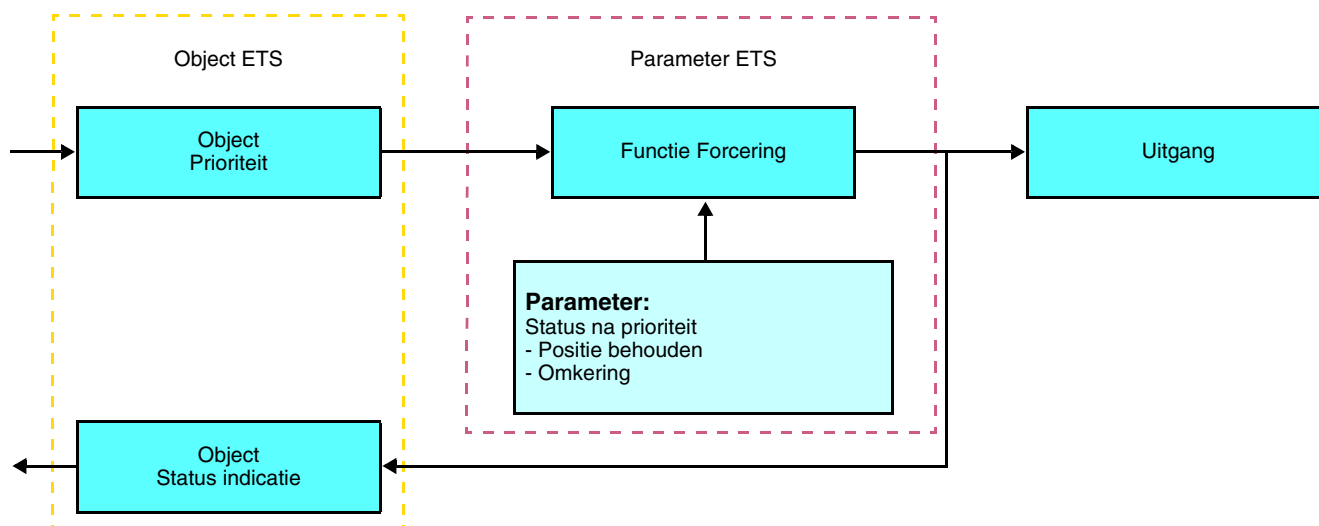 Object ETS
Parameter ETS
Object
Prioriteit
Functie Forcering
Uitgang
Parameter:
Status na prioriteit
- Positie behouden
- Omkering
Object
Status indicatie